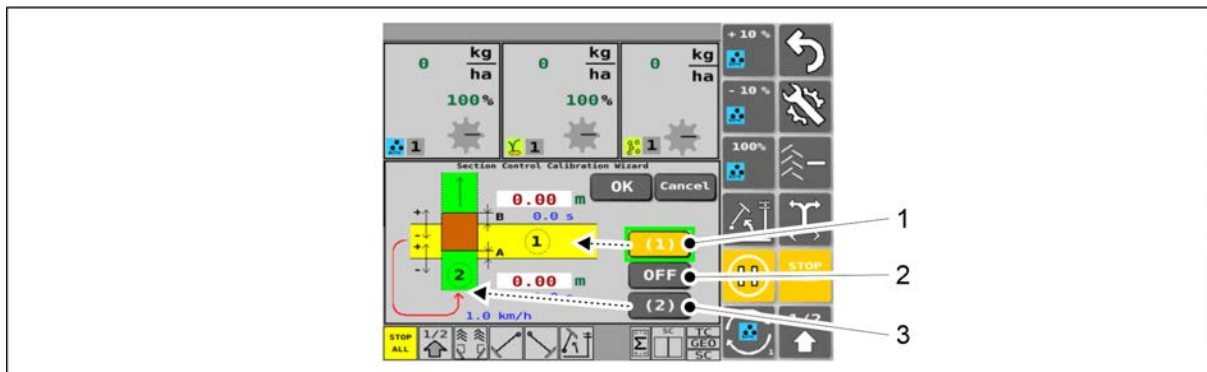 + 10 %
kg
ha
0
100%
1
kg
ha
0
100%
1
kg
ha
0
1
- 10 %
100%
Section Control Calibration Wizard
OK
Cancel
0.00 m
0.0 s
+
-
+
-
B
A
1
2
(1)
OFF
(2)
0.00 m
1.0 km/h
STOP
1/2
1
STOP
ALL
1/2
Σ
SC
TC
GEO
SC
1
2
3